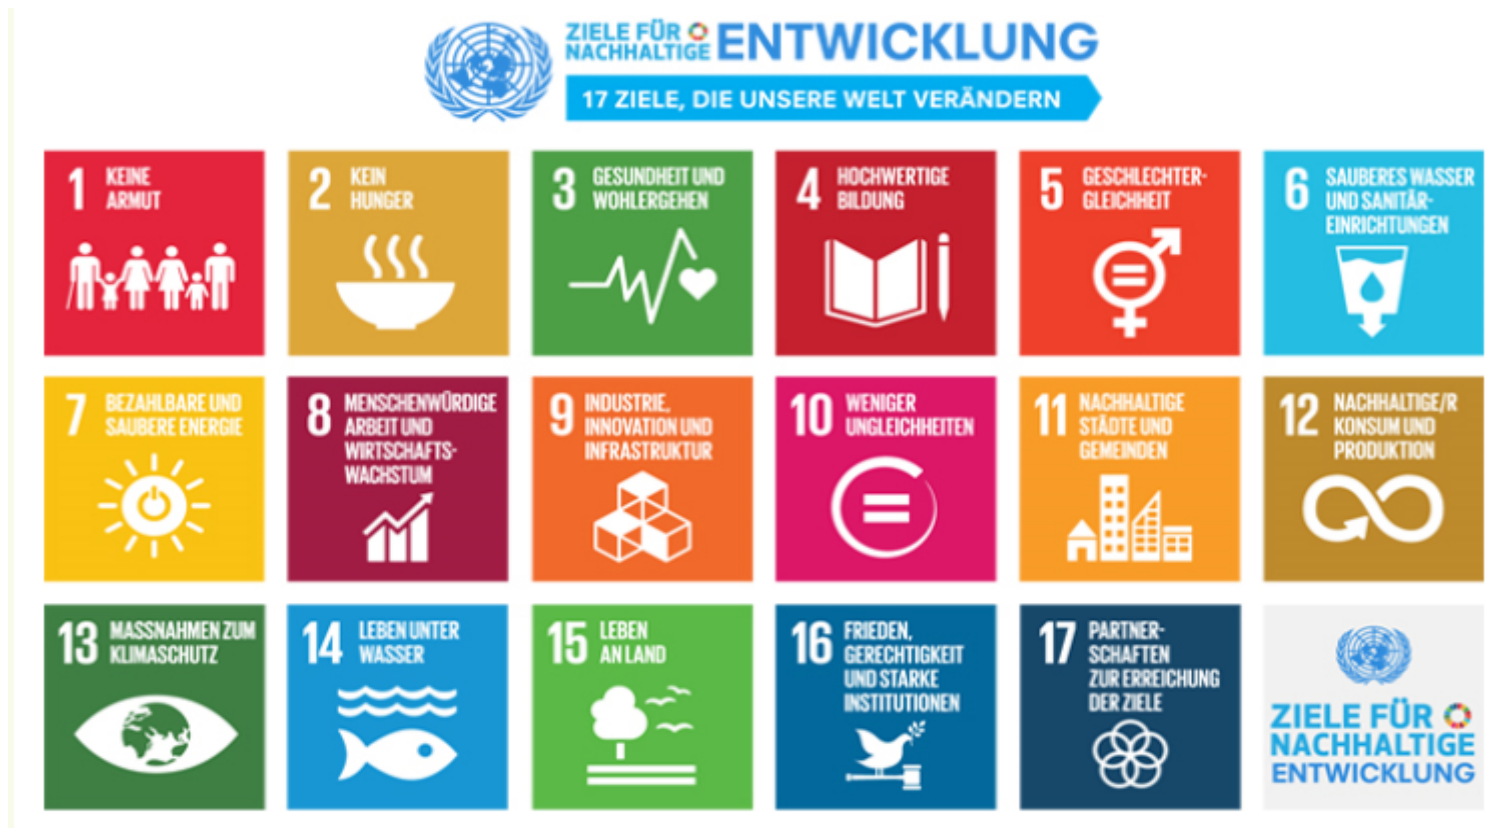 ZIELE FÜR
NACHHALTIGE
ENTWICKLUNG
17 ZIELE, DIE UNSERE WELT VERÄNDERN
1 KEINE
ARMUT
2 KEIN
HUNGER
3 GESUNDHEIT UND
WOHLERGEHEN
4 HOCHWERTIGE
BILDUNG
5 GESCHLECHTER-
GLEICHHEIT
6 SAUBERES WASSER
UND SANITÄR-
EINRICHTUNGEN
7 BEZAHLBARE UND
SAUBERE ENERGIE
8 MENSCHENWÜRDIGE
ARBEIT UND
WIRTSCHAFTS-
WACHSTUM
9 INDUSTRIE,
INNOVATION UND
INFRASTRUKTUR
10 WENIGER
UNGLEICHHEITEN
11 NACHHALTIGE
STÄDTE UND
GEMEINDEN
12 NACHHALTIGE/R
KONSUM UND
PRODUKTION
13 MASSNAHMEN ZUM
KLIMASCHUTZ
14 LEBEN UNTER
WASSER
15 LEBEN
AN LAND
16 FRIEDEN,
GERECHTIGKEIT
UND STARKE
INSTITUTIONEN
17 PARTNER-
SCHAFTEN
ZUR ERREICHUNG
DER ZIELE
ZIELE FÜR
NACHHALTIGE
ENTWICKLUNG